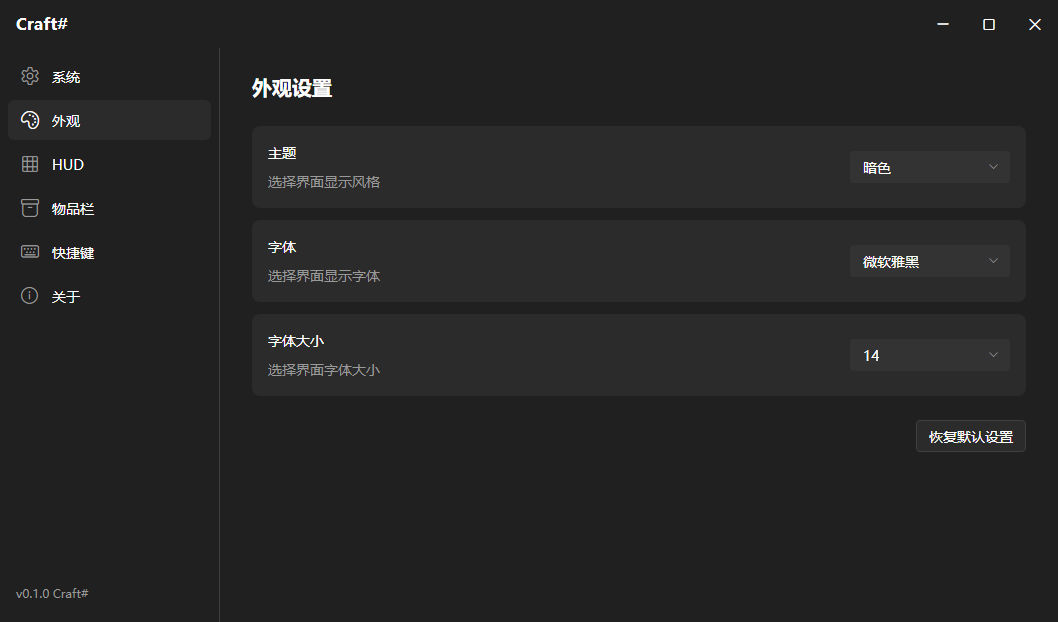 Craft#
系统
外观
HUD
物品栏
快捷键
关于
v0.1.0 Craft#
外观设置
主题
选择界面显示风格
暗色
字体
选择界面显示字体
微软雅黑
字体大小
选择界面字体大小
14
恢复默认设置